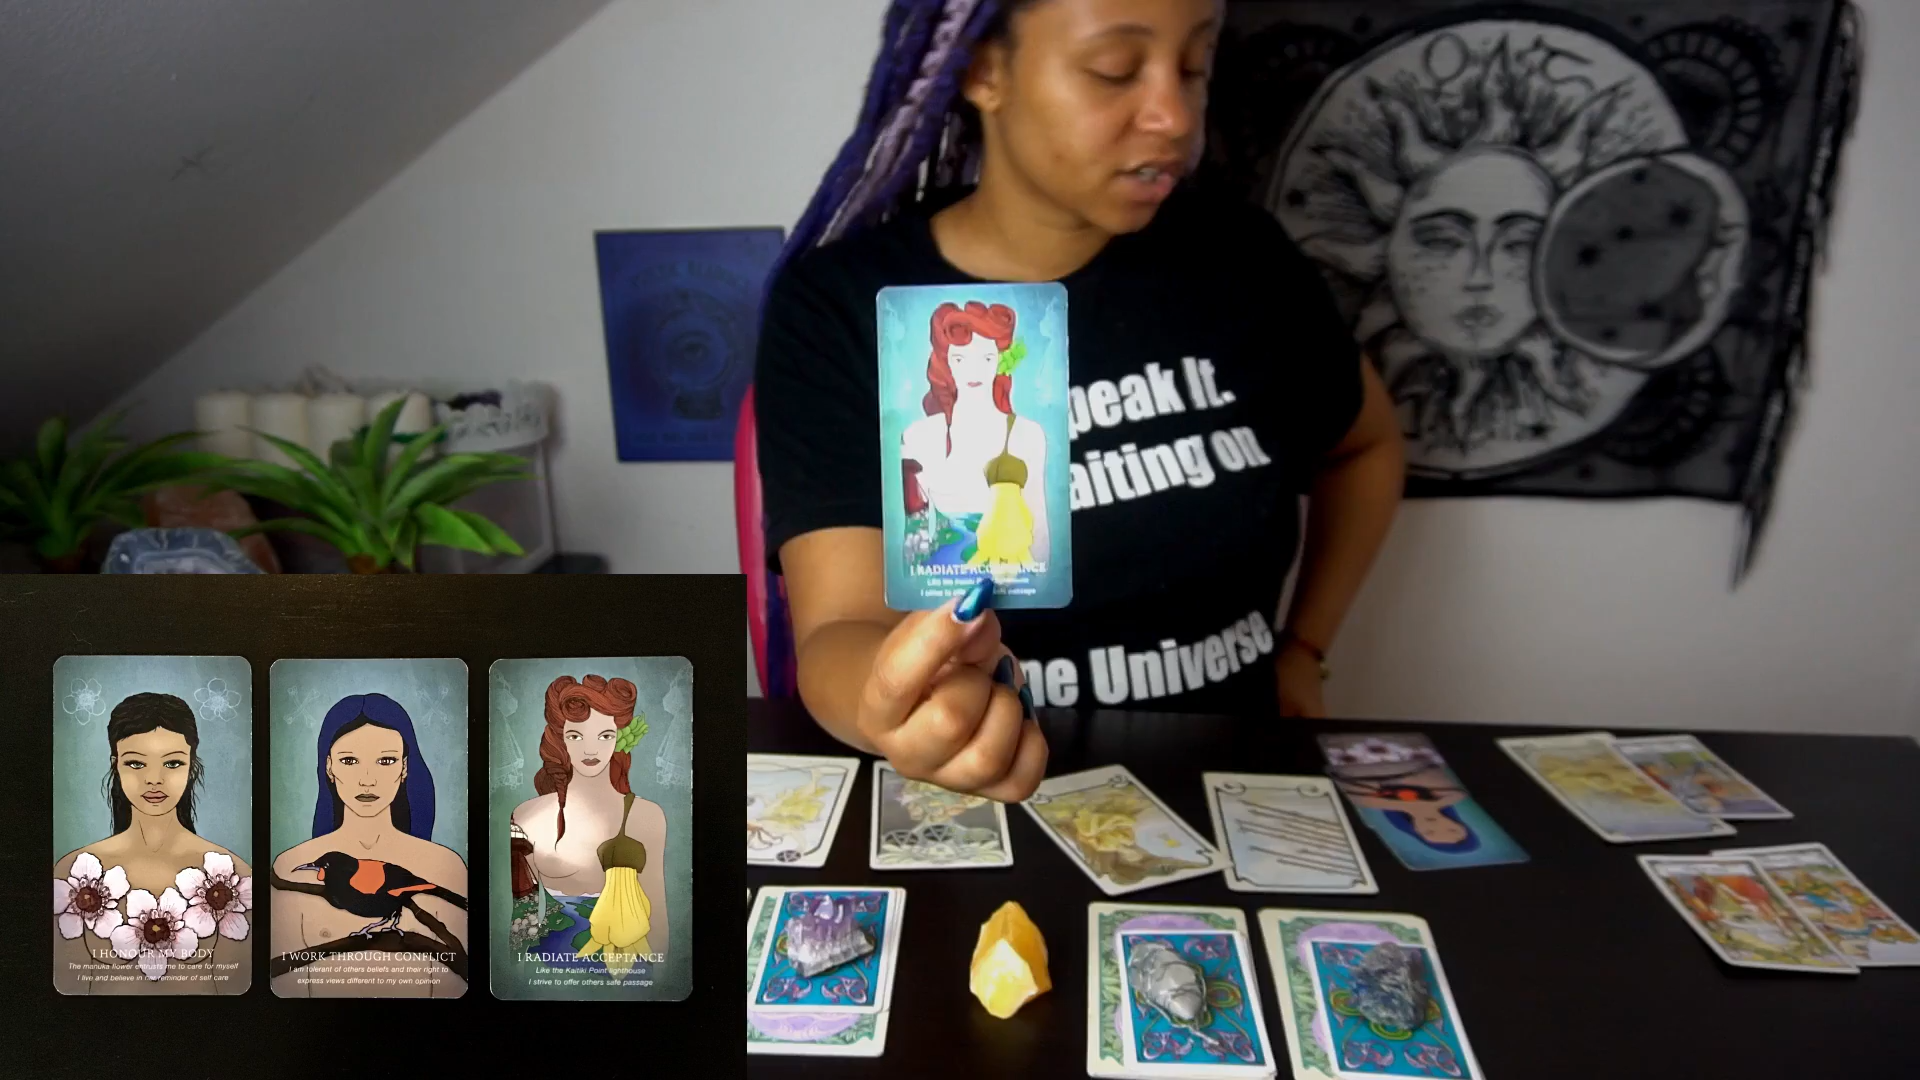 peak It.
aiting on
ne Universe
I RADIATE ACCEPTANCE
I HONOUR MY BODY
The manuka flower entrusts me to care for myself
I live and believe in her reminder of self care
I WORK THROUGH CONFLICT
I am tolerant of others beliefs and their right to
express views different to my own opinion
I RADIATE ACCEPTANCE
Like the Kaitiki Point lighthouse
I strive to offer others safe passage